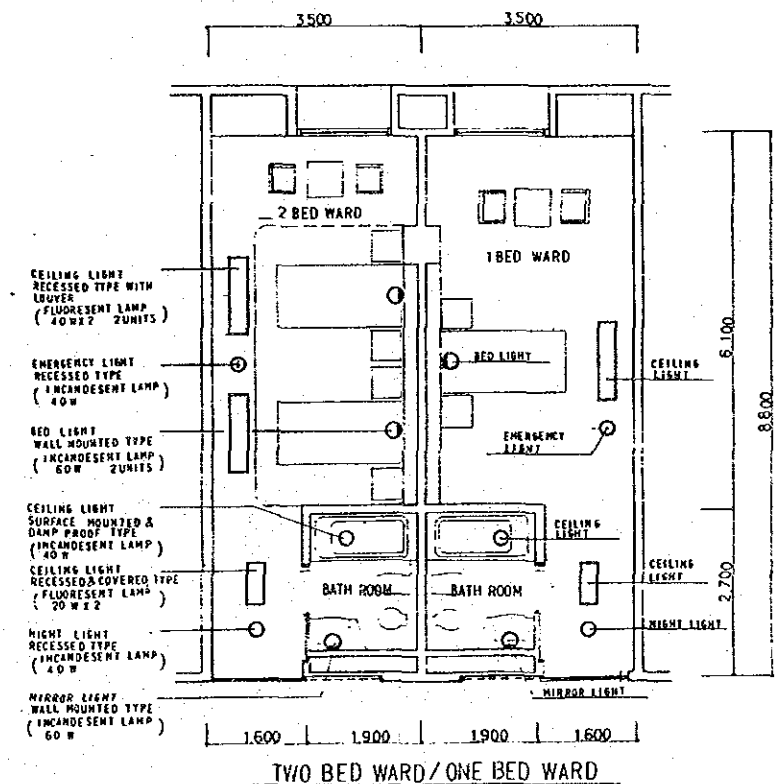 3.500 3.500
2 BED WARD
1 BED WARD
CEILING LIGHT
RECESSED TYPE WITH
LOUVER
(FLUORESENT LAMP
40W X 2 2UNITS)
EMERGENCY LIGHT
RECESSED TYPE
(INCANDESENT LAMP
40W)
BED LIGHT
WALL MOUNTED TYPE
(INCANDESENT LAMP
60W 2UNITS)
CEILING LIGHT
SURFACE MOUNTED &
DAMP PROOF TYPE
(INCANDESENT LAMP
40W)
CEILING LIGHT
RECESSED & COVERED TYPE
(FLUORESENT LAMP
20W X 2)
NIGHT LIGHT
RECESSED TYPE
(INCANDESENT LAMP
40W)
MIRROR LIGHT
WALL MOUNTED TYPE
(INCANDESENT LAMP
60W)
BED LIGHT
CEILING
LIGHT
EMERGENCY
LIGHT
CEILING
LIGHT
CEILING
LIGHT
BATH ROOM
BATH ROOM
NIGHT LIGHT
MIRROR LIGHT
6.100
2.700
8.800
1.600 1.900 1.900 1.600
TWO BED WARD / ONE BED WARD